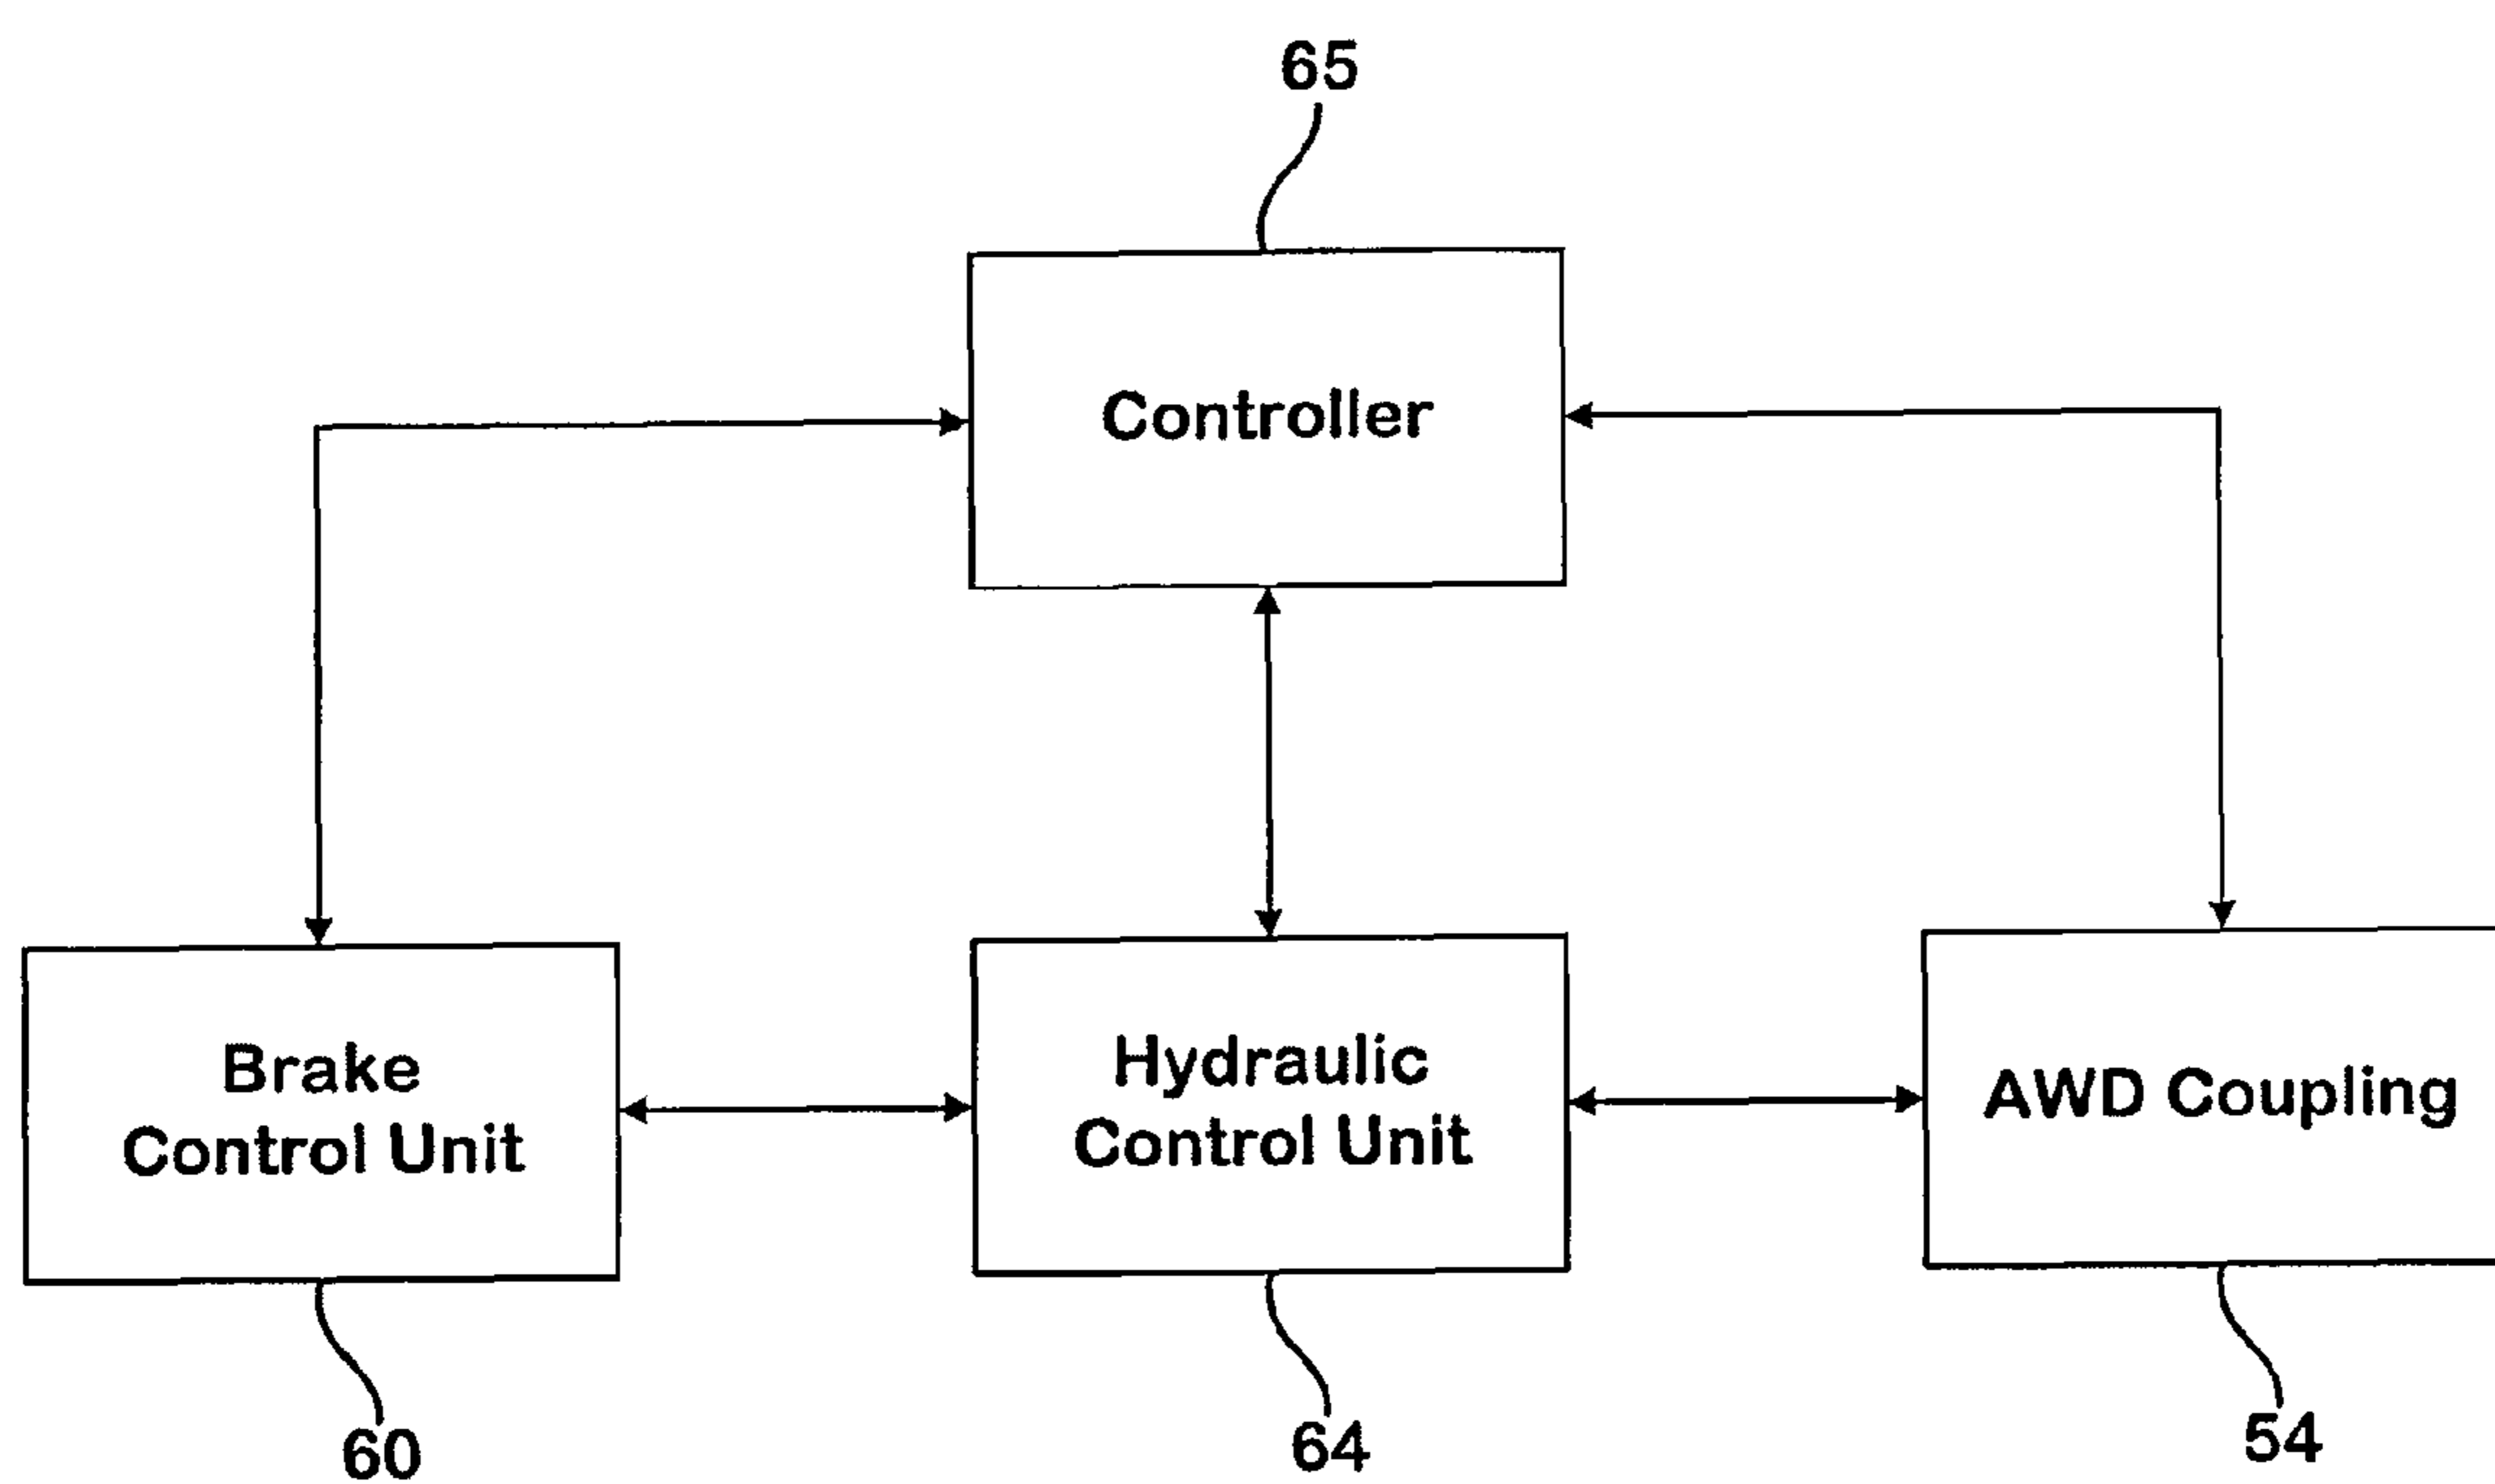 65
Controller
Brake
Control Unit
Hydraulic
Control Unit
AWD Coupling
60
64
54